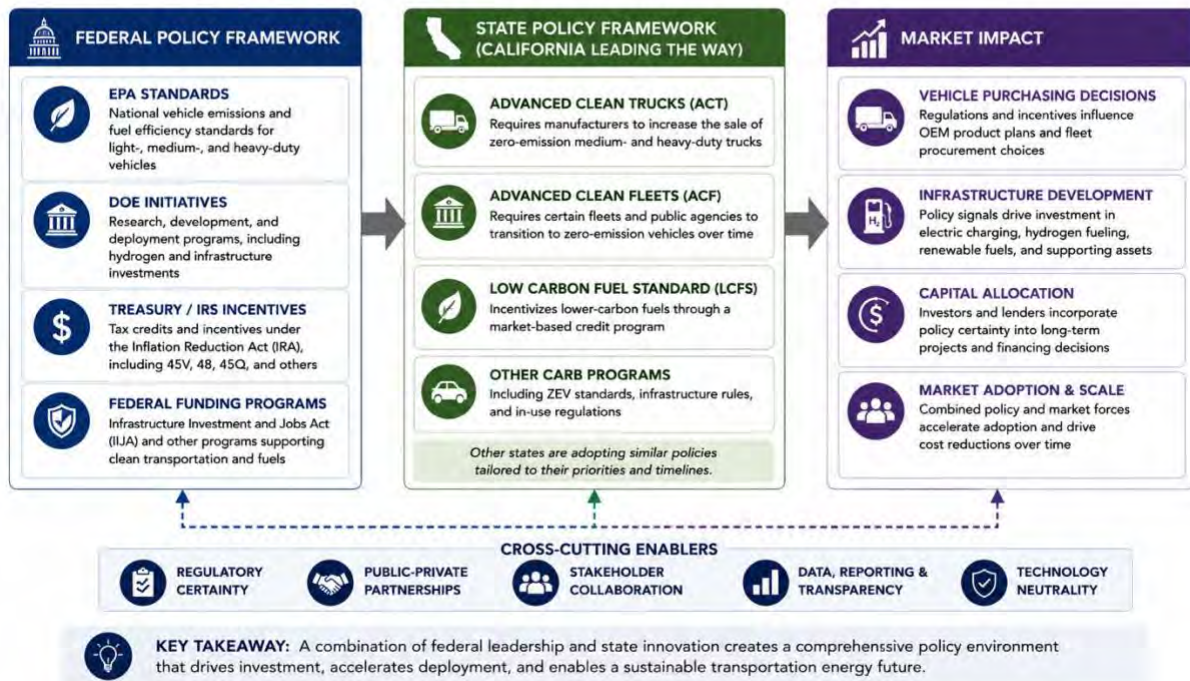 FEDERAL POLICY FRAMEWORK
EPA STANDARDS
National vehicle emissions and
fuel efficiency standards for
light-, medium-, and heavy-duty
vehicles
DOE INITIATIVES
Research, development, and
deployment programs, including
hydrogen and infrastructure
investments
TREASURY / IRS INCENTIVES
Tax credits and incentives under
the Inflation Reduction Act (IRA),
including 45V, 48, 45Q, and others
FEDERAL FUNDING PROGRAMS
Infrastructure Investment and Jobs Act
(IIJA) and other programs supporting
clean transportation and fuels
STATE POLICY FRAMEWORK
(CALIFORNIA LEADING THE WAY)
ADVANCED CLEAN TRUCKS (ACT)
Requires manufacturers to increase the sale of
zero-emission medium- and heavy-duty trucks
ADVANCED CLEAN FLEETS (ACF)
Requires certain fleets and public agencies to
transition to zero-emission vehicles over time
LOW CARBON FUEL STANDARD (LCFS)
Incentivizes lower-carbon fuels through a
market-based credit program
OTHER CARB PROGRAMS
Including ZEV standards, infrastructure rules,
and in-use regulations
Other states are adopting similar policies
tailored to their priorities and timelines.
MARKET IMPACT
VEHICLE PURCHASING DECISIONS
Regulations and incentives influence
OEM product plans and fleet
procurement choices
H₂
INFRASTRUCTURE DEVELOPMENT
Policy signals drive investment in
electric charging, hydrogen fueling,
renewable fuels, and supporting assets
CAPITAL ALLOCATION
Investors and lenders incorporate
policy certainty into long-term
projects and financing decisions
MARKET ADOPTION & SCALE
Combined policy and market forces
accelerate adoption and drive
cost reductions over time
CROSS-CUTTING ENABLERS
REGULATORY
CERTAINTY
PUBLIC-PRIVATE
PARTNERSHIPS
STAKEHOLDER
COLLABORATION
DATA, REPORTING &
TRANSPARENCY
TECHNOLOGY
NEUTRALITY
KEY TAKEAWAY: A combination of federal leadership and state innovation creates a comprehenssive policy environment
that drives investment, accelerates deployment, and enables a sustainable transportation energy future.